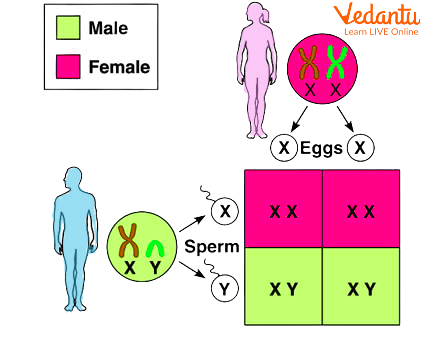 Vedantu
Learn LIVE Online
Male
Female
X X
X Eggs X
X
Sperm
X Y
Y
X X
X X
X Y
X Y